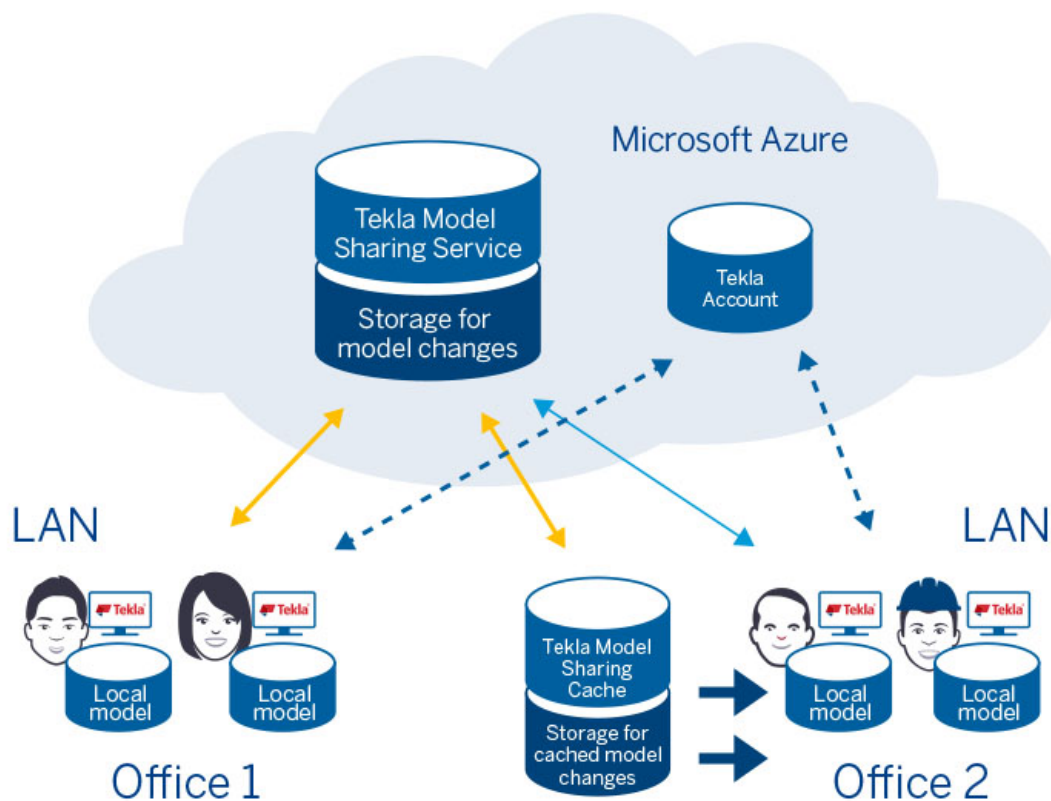 Microsoft Azure
Tekla Model
Sharing Service
Storage for
model changes
Tekla
Account
LAN
LAN
Tekla
Tekla
Local
model
Local
model
Office 1
Tekla Model
Sharing
Cache
Storage for
cached model
changes
Tekla
Tekla
Local
model
Local
model
Office 2